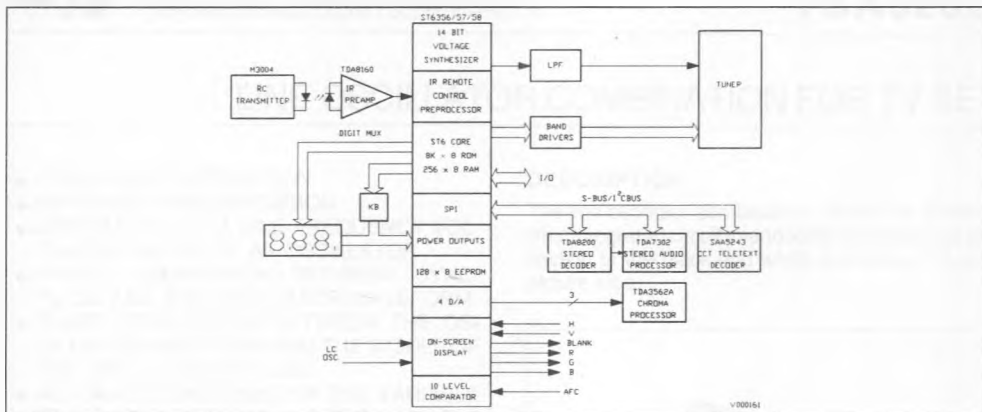 ST6356/57/58
14 BIT
VOLTAGE
SYNTHESIZER
LPF
TUNER
M3004
RC
TRANSMITTER
TDA8160
IR
PREAMP
IR REMOTE
CONTROL
PREPROCESSOR
DIGIT MUX
ST6 CORE
8K - 8 ROM
256 x 8 RAM
BAND
DRIVERS
I/O
KB
SPI
S-BUS/I²CBUS
8.8.8
POWER OUTPUTS
TDA8200
STEREO
DECODER
TDA7302
STEREO AUDIO
PROCESSOR
SAA5243
CCT TELETEXT
DECODER
128 x 8 EEPROM
4 D/A
3
TDA3562A
CHROMA
PROCESSOR
LC
OSC
ON-SCREEN
DISPLAY
H
V
BLANK
R
G
B
10 LEVEL
COMPARATOR
AFC
V000161